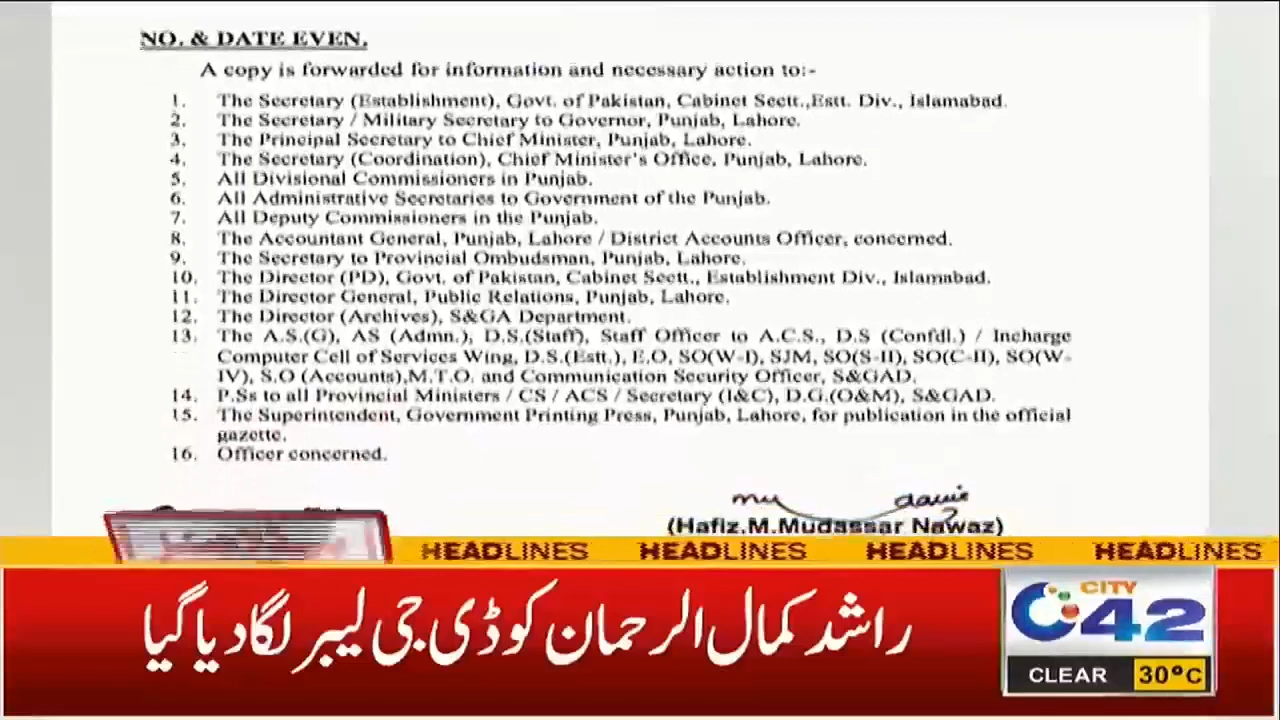 NO. & DATE EVEN.
A copy is forwarded for information and necessary action to:-
1. The Secretary (Establishment), Govt. of Pakistan, Cabinet Sectt.,Estt. Div., Islamabad.
2. The Secretary / Military Secretary to Governor, Punjab, Lahore.
3. The Principal Secretary to Chief Minister, Punjab, Lahore.
4. The Secretary (Coordination), Chief Minister's Office, Punjab, Lahore.
5. All Divisional Commissioners in Punjab.
6. All Administrative Secretaries to Government of the Punjab.
7. All Deputy Commissioners in the Punjab.
8. The Accountant General, Punjab, Lahore / District Accounts Officer, concerned.
9. The Secretary to Provincial Ombudsman, Punjab, Lahore.
10. The Director (PD), Govt. of Pakistan, Cabinet Sectt., Establishment Div., Islamabad.
11. The Director General, Public Relations, Punjab, Lahore.
12. The Director (Archives), S&GA Department.
13. The A.S.(G), AS (Admn.), D.S.(Staff), Staff Officer to A.C.S., D.S (Confdl.) / Incharge
Computer Cell of Services Wing, D.S.(Estt.), E.O, SO(W-I), SJM, SO(S-II), SO(C-II), SO(W-
IV), S.O (Accounts),M.T.O. and Communication Security Officer, S&GAD.
14. P.Ss to all Provincial Ministers / CS / ACS / Secretary (I&C), D.G.(O&M), S&GAD.
15. The Superintendent, Government Printing Press, Punjab, Lahore, for publication in the official
gazette.
16. Officer concerned.
(Hafiz.M.Mudassar Nawaz)
HEADLINES HEADLINES HEADLINES HEADLINES
راشد کمال الرحمان کو ڈی جی لیبر لگا دیا گیا
CITY
42
CLEAR 30°C